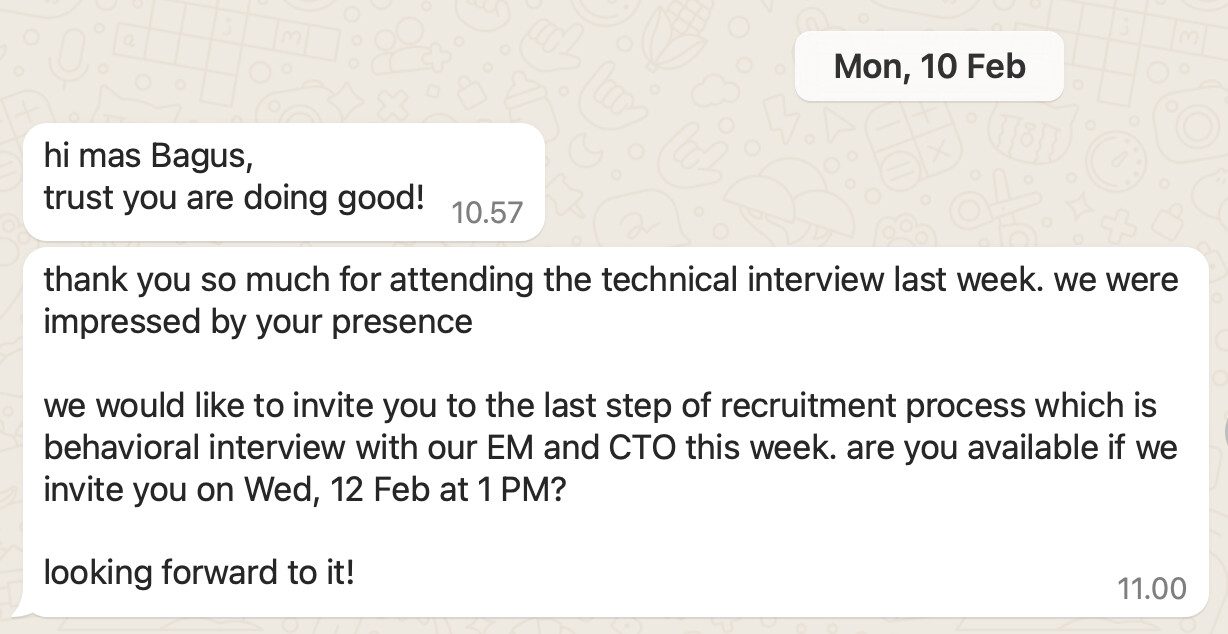 Mon, 10 Feb
hi mas Bagus,
trust you are doing good!
10.57
thank you so much for attending the technical interview last week. we were
impressed by your presence
we would like to invite you to the last step of recruitment process which is
behavioral interview with our EM and CTO this week. are you available if we
invite you on Wed, 12 Feb at 1 PM?
looking forward to it!
11.00